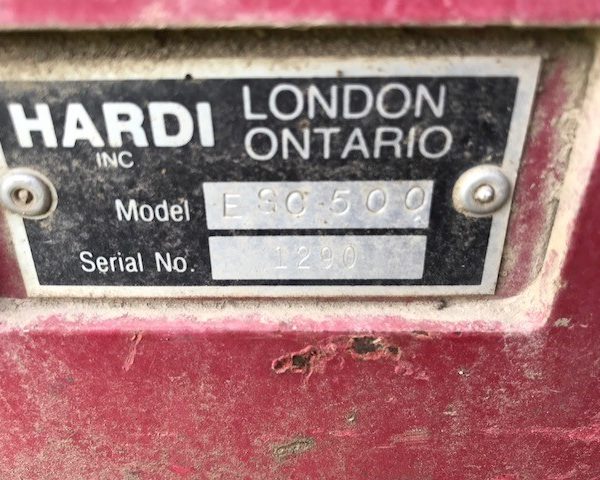 HARDI
INC
LONDON
ONTARIO
Model ESC 500
Serial No. 1290